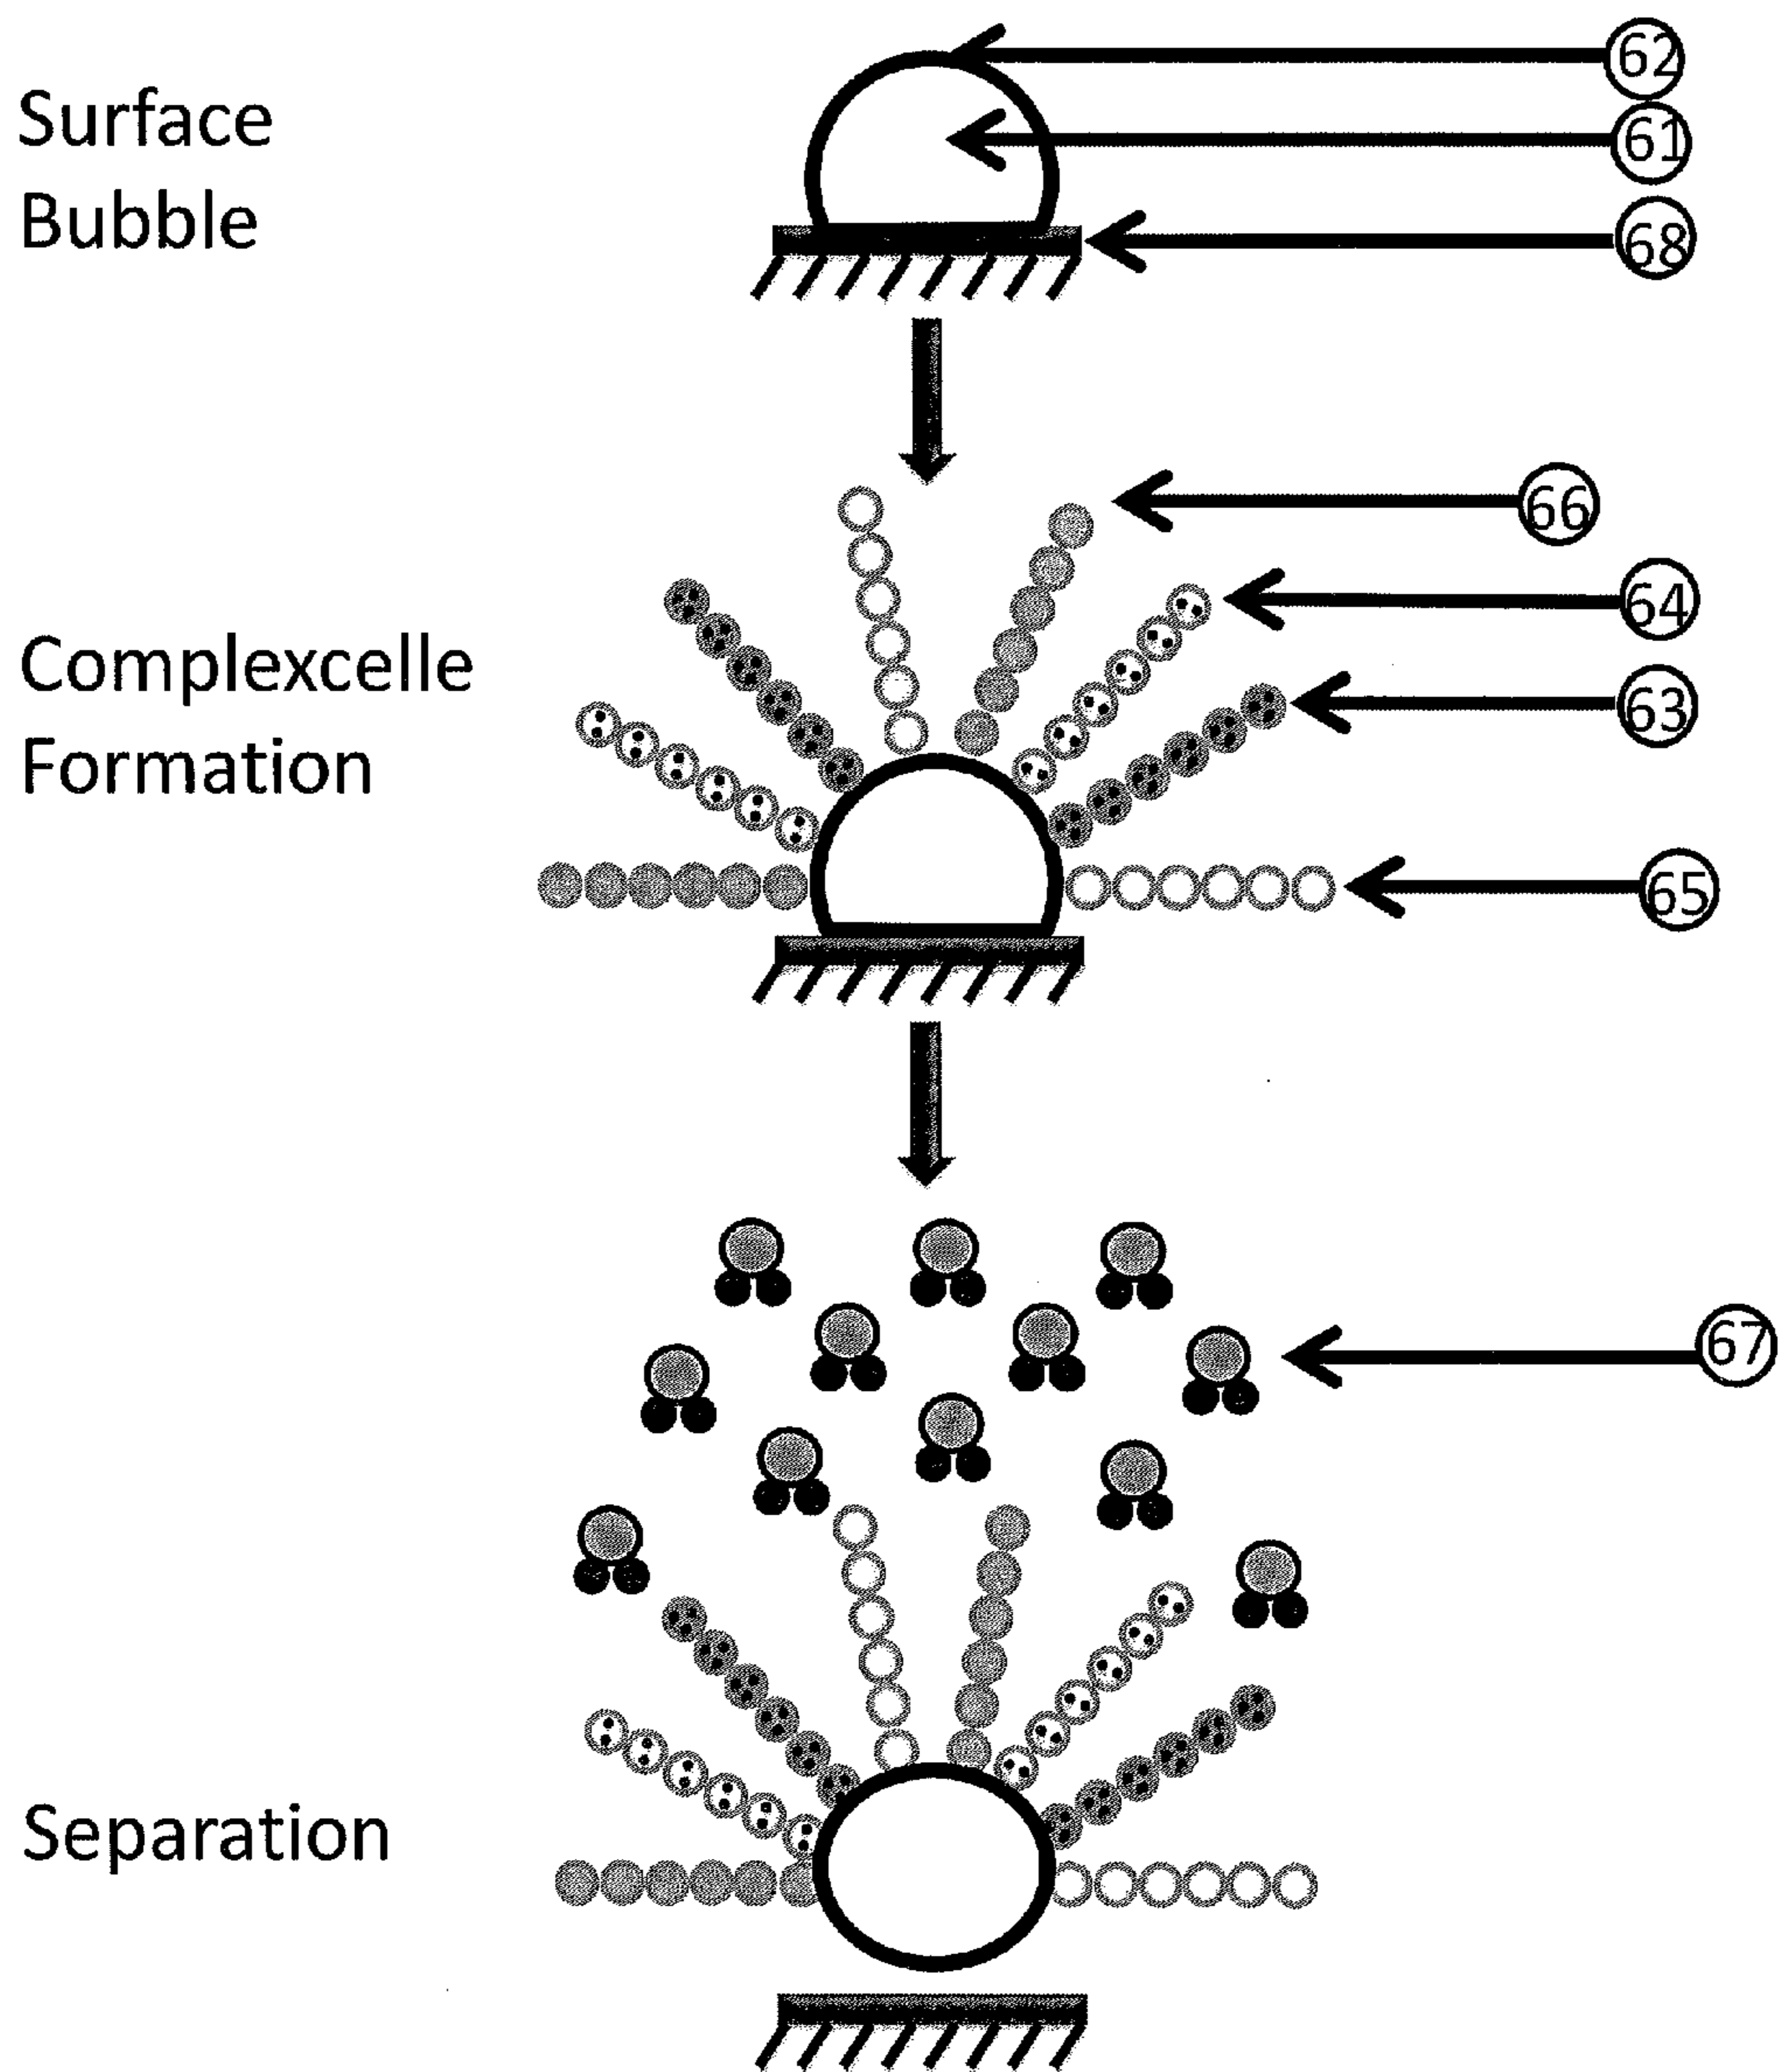 62
Surface
61
Bubble
68
66
64
Complexcelle
63
Formation
65
67
Separation